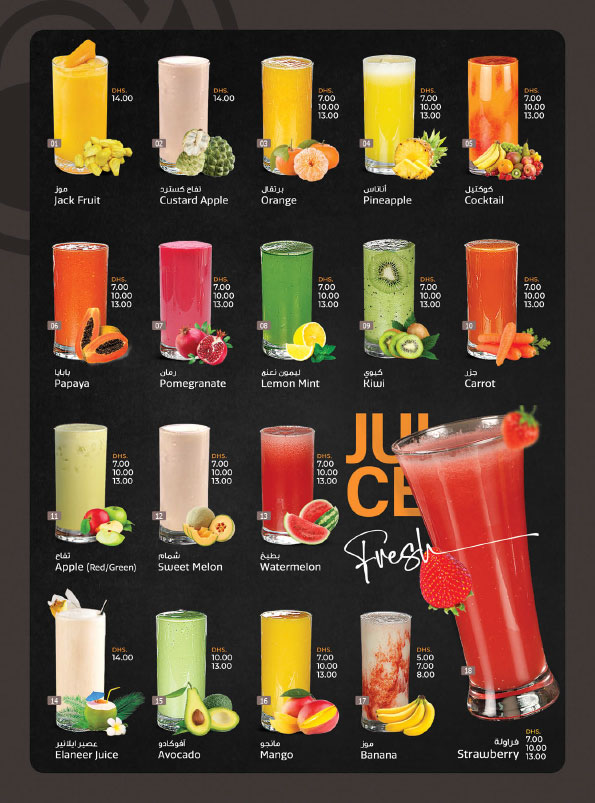 DHS.
14.00
01
موز
Jack Fruit
DHS.
14.00
02
تفاح كسترد
Custard Apple
DHS.
7.00
10.00
13.00
03
برتقال
Orange
DHS.
7.00
10.00
13.00
04
أناناس
Pineapple
DHS.
7.00
10.00
13.00
05
كوكتيل
Cocktail
DHS.
7.00
10.00
13.00
06
بابايا
Papaya
DHS.
7.00
10.00
13.00
07
رمان
Pomegranate
DHS.
7.00
10.00
13.00
08
ليمون نعنع
Lemon Mint
DHS.
7.00
10.00
13.00
09
كيوي
Kiwi
DHS.
7.00
10.00
13.00
10
جزر
Carrot
DHS.
7.00
10.00
13.00
11
تفاح
Apple (Red/Green)
DHS.
7.00
10.00
13.00
12
شمام
Sweet Melon
DHS.
7.00
10.00
13.00
13
بطيخ
Watermelon
JUI
CE
Fresh
DHS.
14.00
14
عصير ايلانير
Elaneer Juice
DHS.
10.00
13.00
15
أفوكادو
Avocado
DHS.
7.00
10.00
13.00
16
مانجو
Mango
DHS.
5.00
7.00
8.00
17
موز
Banana
18
DHS.
7.00
10.00
13.00
فراولة
Strawberry